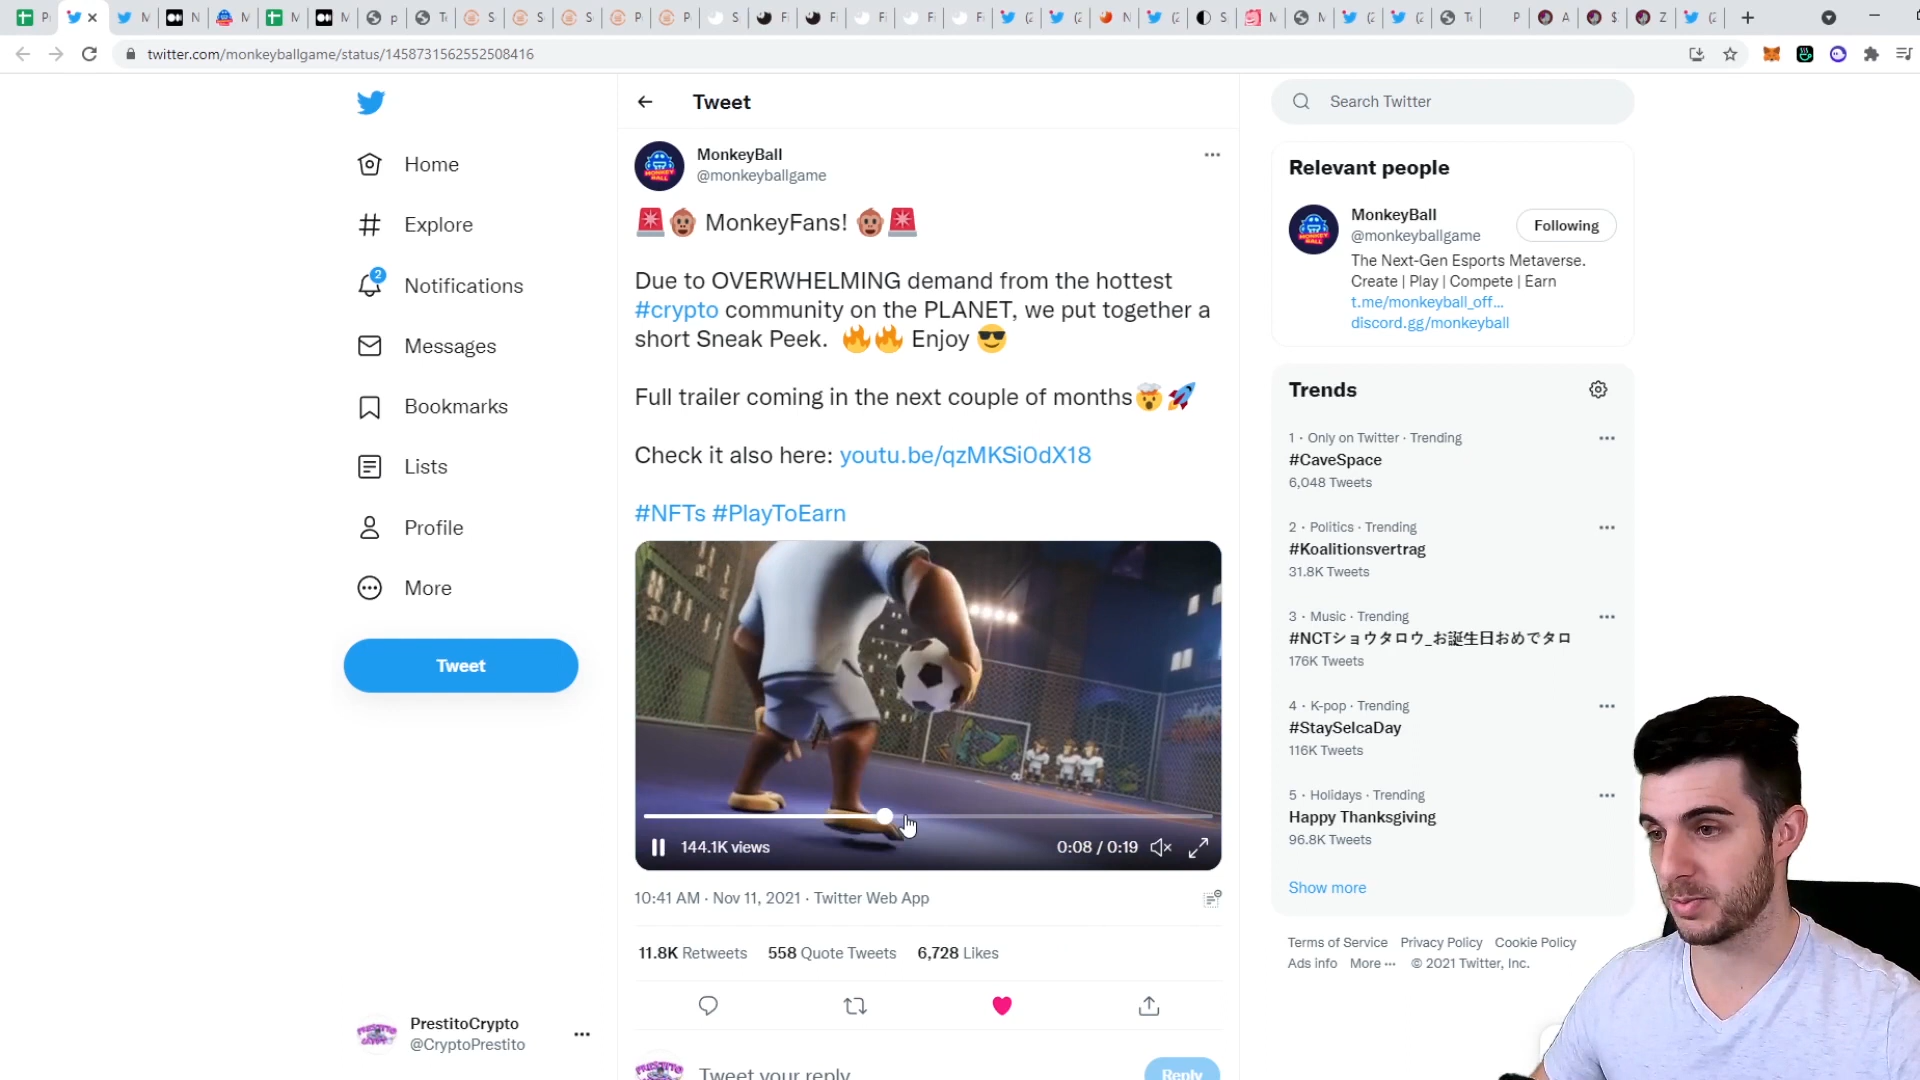 twitter.com/monkeyballgame/status/1458731562552508416
Home
Explore
2
Notifications
Messages
Bookmarks
Lists
Profile
More
Tweet
PrestitoCrypto
@CryptoPrestito
Tweet
MonkeyBall
@monkeyballgame
🚨🐵 MonkeyFans! 🐵🚨
Due to OVERWHELMING demand from the hottest
#crypto community on the PLANET, we put together a
short Sneak Peek. 🔥🔥 Enjoy 😎
Full trailer coming in the next couple of months🤯🚀
Check it also here: youtu.be/qzMKSi0dX18
#NFTs #PlayToEarn
144.1K views
0:08 / 0:19
10:41 AM · Nov 11, 2021 · Twitter Web App
11.8K Retweets 558 Quote Tweets 6,728 Likes
Tweet your reply
Reply
Search Twitter
Relevant people
MonkeyBall
@monkeyballgame
Following
The Next-Gen Esports Metaverse.
Create | Play | Compete | Earn
t.me/monkeyball_off...
discord.gg/monkeyball
Trends
1 · Only on Twitter · Trending
#CaveSpace
6,048 Tweets
2 · Politics · Trending
#Koalitionsvertrag
31.8K Tweets
3 · Music · Trending
#NCTショウタロウ_お誕生日おめでタロ
176K Tweets
4 · K-pop · Trending
#StaySelcaDay
116K Tweets
5 · Holidays · Trending
Happy Thanksgiving
96.8K Tweets
Show more
Terms of Service Privacy Policy Cookie Policy
Ads info More ··· © 2021 Twitter, Inc.